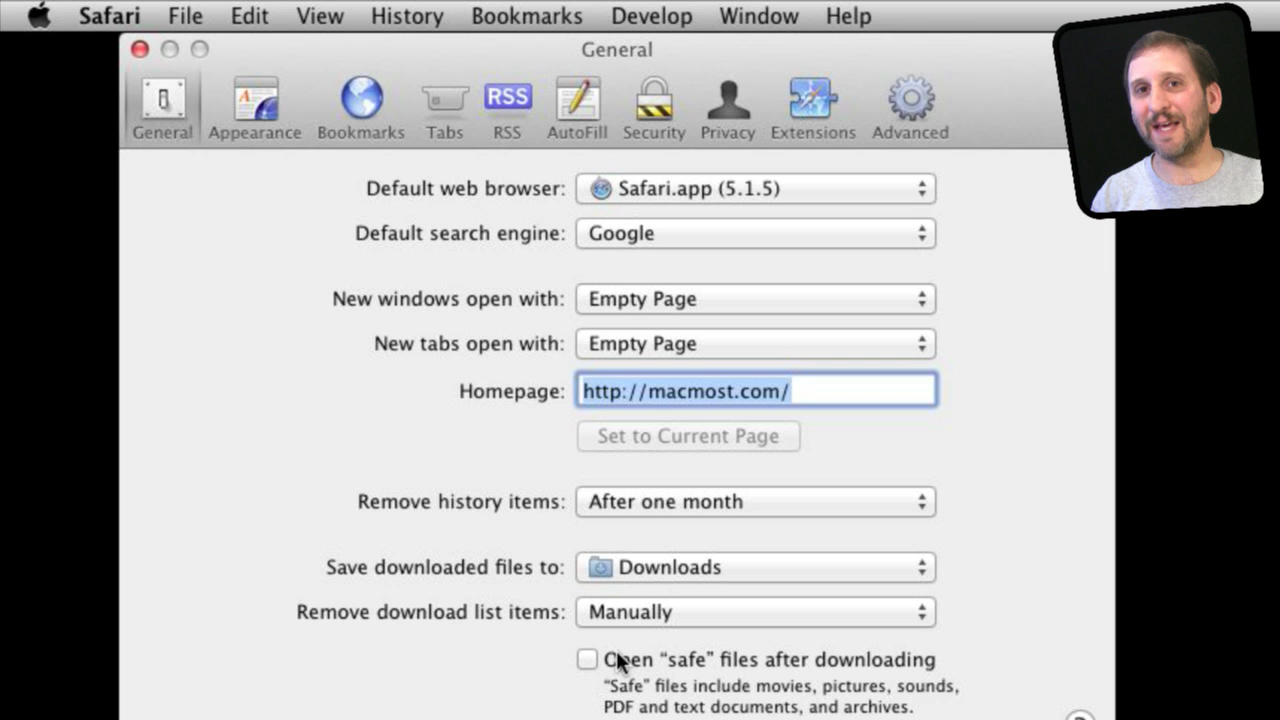 Safari File Edit View History Bookmarks Develop Window Help
General
RSS
General Appearance Bookmarks Tabs RSS AutoFill Security Privacy Extensions Advanced
Default web browser: Safari.app (5.1.5)
Default search engine: Google
New windows open with: Empty Page
New tabs open with: Empty Page
Homepage: http://macmost.com/
Set to Current Page
Remove history items: After one month
Save downloaded files to: Downloads
Remove download list items: Manually
Open “safe” files after downloading
“Safe” files include movies, pictures, sounds,
PDF and text documents, and archives.